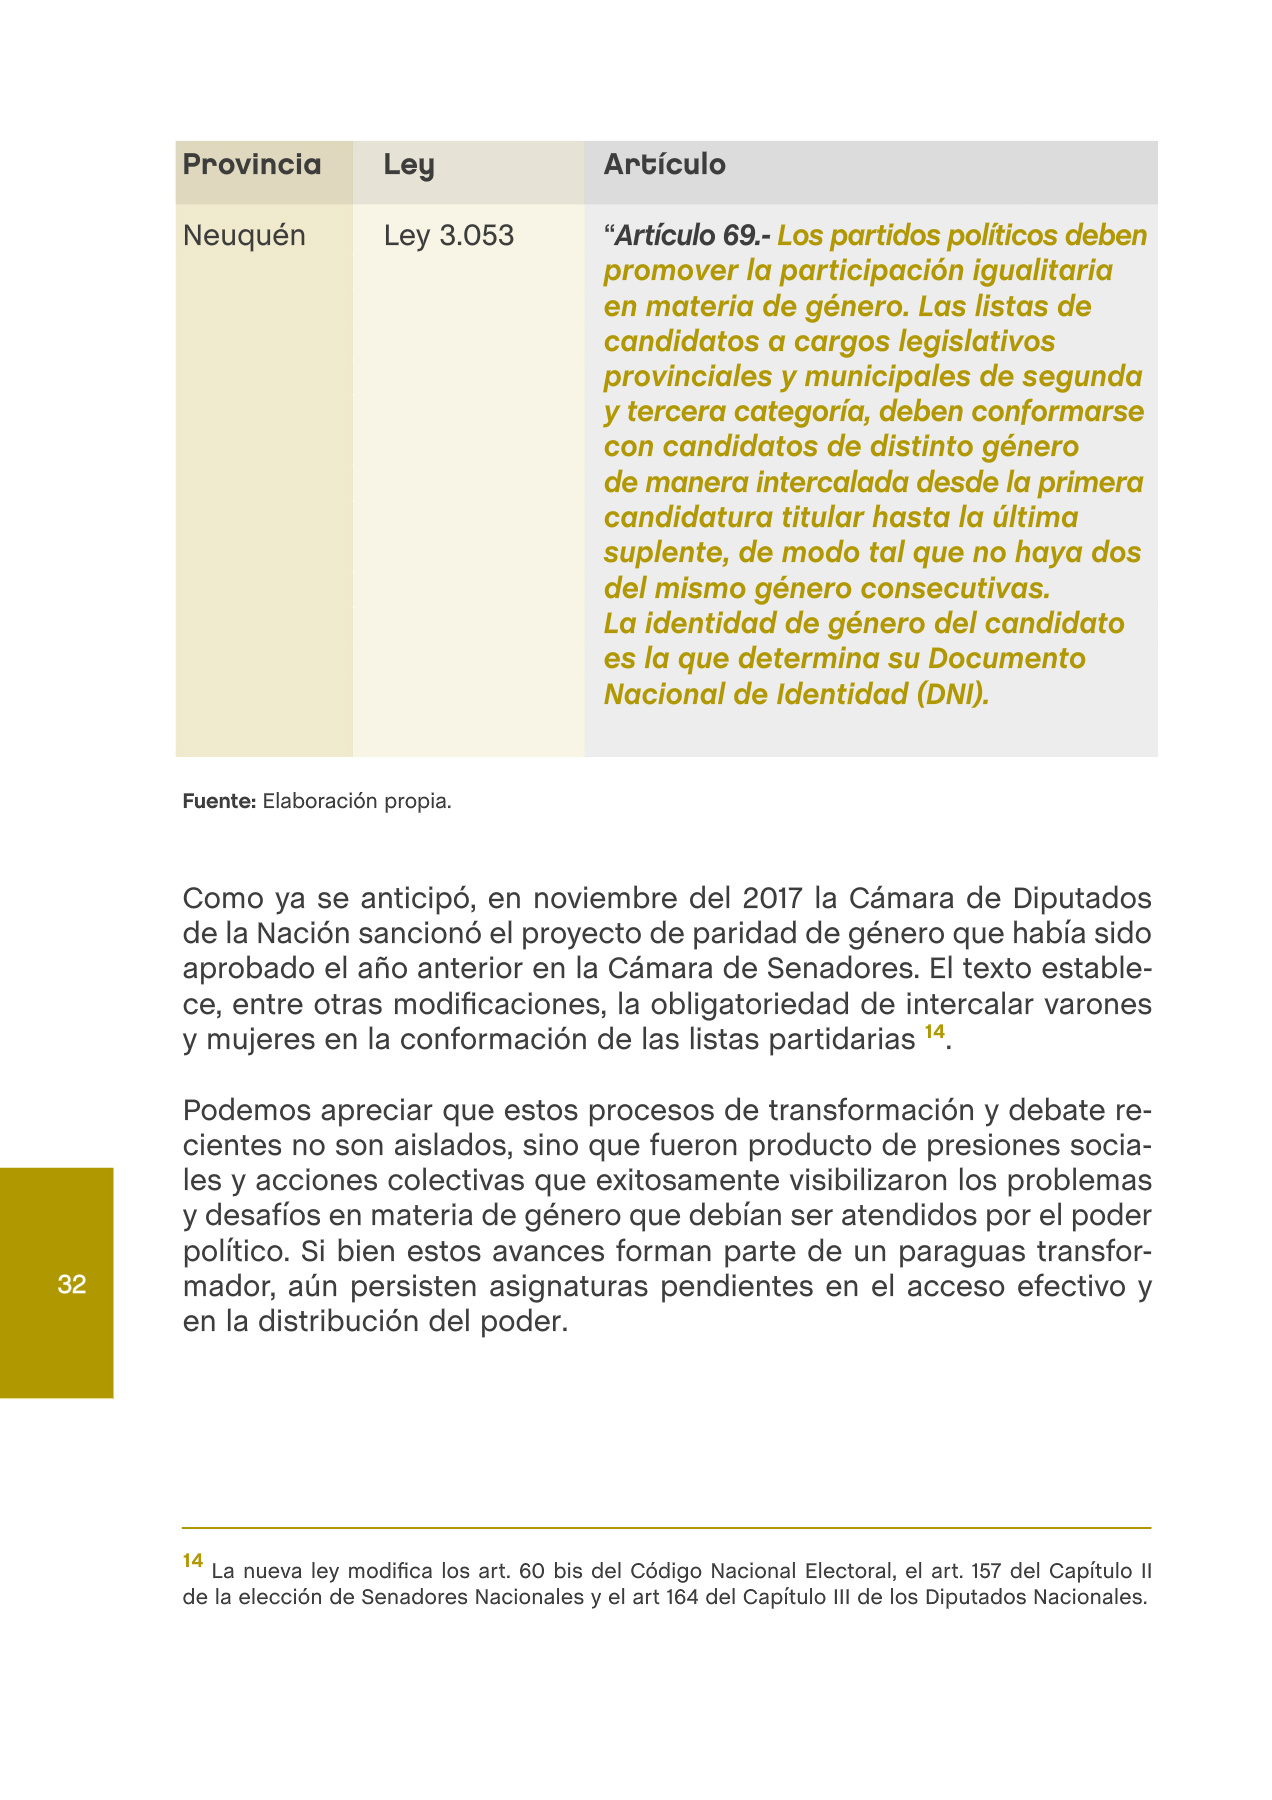 Provincia Ley Artículo
Neuquén Ley 3.053 “Artículo 69.- Los partidos políticos deben
promover la participación igualitaria
en materia de género. Las listas de
candidatos a cargos legislativos
provinciales y municipales de segunda
y tercera categoría, deben conformarse
con candidatos de distinto género
de manera intercalada desde la primera
candidatura titular hasta la última
suplente, de modo tal que no haya dos
del mismo género consecutivas.
La identidad de género del candidato
es la que determina su Documento
Nacional de Identidad (DNI).
Fuente: Elaboración propia.
Como ya se anticipó, en noviembre del 2017 la Cámara de Diputados
de la Nación sancionó el proyecto de paridad de género que había sido
aprobado el año anterior en la Cámara de Senadores. El texto estable-
ce, entre otras modificaciones, la obligatoriedad de intercalar varones
y mujeres en la conformación de las listas partidarias 14.
Podemos apreciar que estos procesos de transformación y debate re-
cientes no son aislados, sino que fueron producto de presiones socia-
les y acciones colectivas que exitosamente visibilizaron los problemas
y desafíos en materia de género que debían ser atendidos por el poder
político. Si bien estos avances forman parte de un paraguas transfor-
mador, aún persisten asignaturas pendientes en el acceso efectivo y
en la distribución del poder.
32
14 La nueva ley modifica los art. 60 bis del Código Nacional Electoral, el art. 157 del Capítulo II
de la elección de Senadores Nacionales y el art 164 del Capítulo III de los Diputados Nacionales.